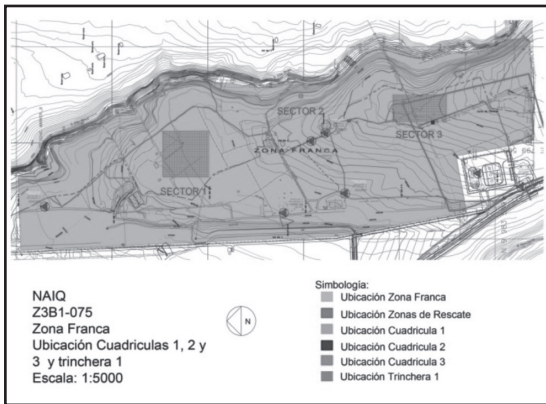 SECTOR 2
SECTOR 3
ZONA FRANCA
SECTOR 1
NAIQ
Z3B1-075
Zona Franca
Ubicación Cuadriculas 1, 2 y
3 y trinchera 1
Escala: 1:5000
N
Simbología:
Ubicación Zona Franca
Ubicación Zonas de Rescate
Ubicación Cuadricula 1
Ubicación Cuadricula 2
Ubicación Cuadricula 3
Ubicación Trinchera 1